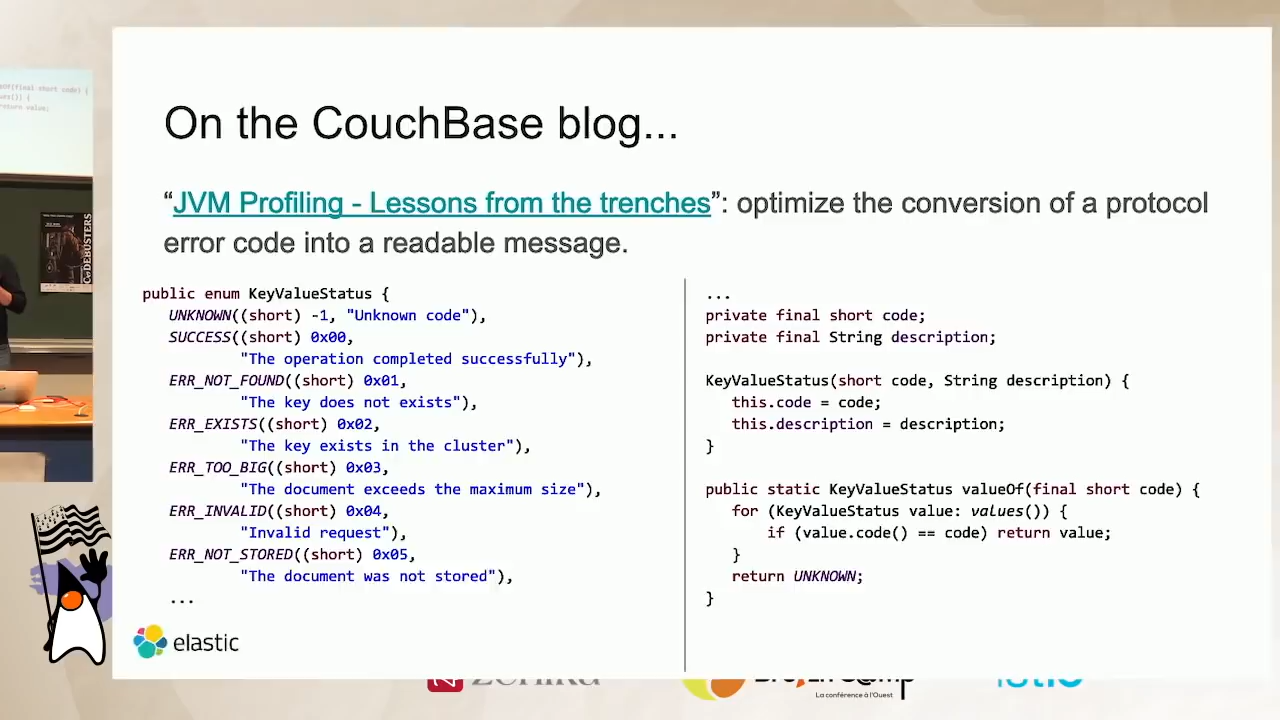 On the CouchBase blog...
“JVM Profiling - Lessons from the trenches”: optimize the conversion of a protocol
error code into a readable message.
public enum KeyValueStatus {
UNKNOWN((short) -1, "Unknown code"),
SUCCESS((short) 0x00,
"The operation completed successfully"),
ERR_NOT_FOUND((short) 0x01,
"The key does not exists"),
ERR_EXISTS((short) 0x02,
"The key exists in the cluster"),
ERR_TOO_BIG((short) 0x03,
"The document exceeds the maximum size"),
ERR_INVALID((short) 0x04,
"Invalid request"),
ERR_NOT_STORED((short) 0x05,
"The document was not stored"),
...
...
private final short code;
private final String description;
KeyValueStatus(short code, String description) {
this.code = code;
this.description = description;
}
public static KeyValueStatus valueOf(final short code) {
for (KeyValueStatus value: values()) {
if (value.code() == code) return value;
}
return UNKNOWN;
}
elastic
CODEBUSTERS
La conférence à l'Ouest